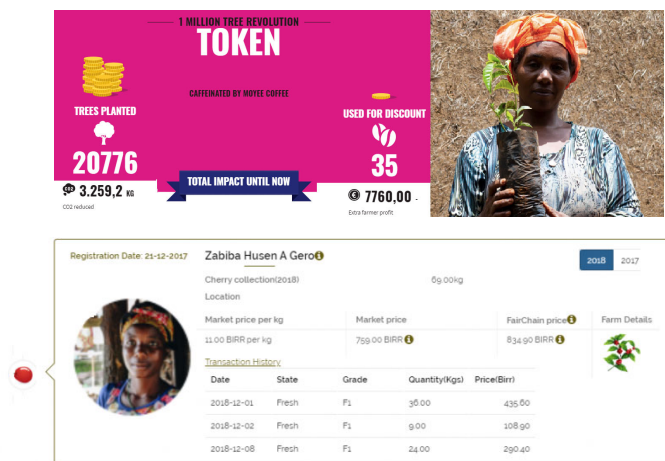 1 MILLION TREE REVOLUTION
TOKEN
CAFFEINATED BY MOYEE COFFEE
TREES PLANTED
20776
CO2 3.259,2 KG
CO2 reduced
TOTAL IMPACT UNTIL NOW
USED FOR DISCOUNT
35
€ 7760,00 -
Extra farmer profit
Registration Date: 21-12-2017
Zabiba Husen A Gero
2018 2017
Cherry collection(2018) 69.00kg
Location
Market price per kg Market price FairChain price Farm Details
11.00 BIRR per kg 759.00 BIRR 834.90 BIRR
Transaction History
Date State Grade Quantity(Kgs) Price(Birr)
2018-12-01 Fresh F1 36.00 435.60
2018-12-02 Fresh F1 9.00 108.90
2018-12-08 Fresh F1 24.00 290.40